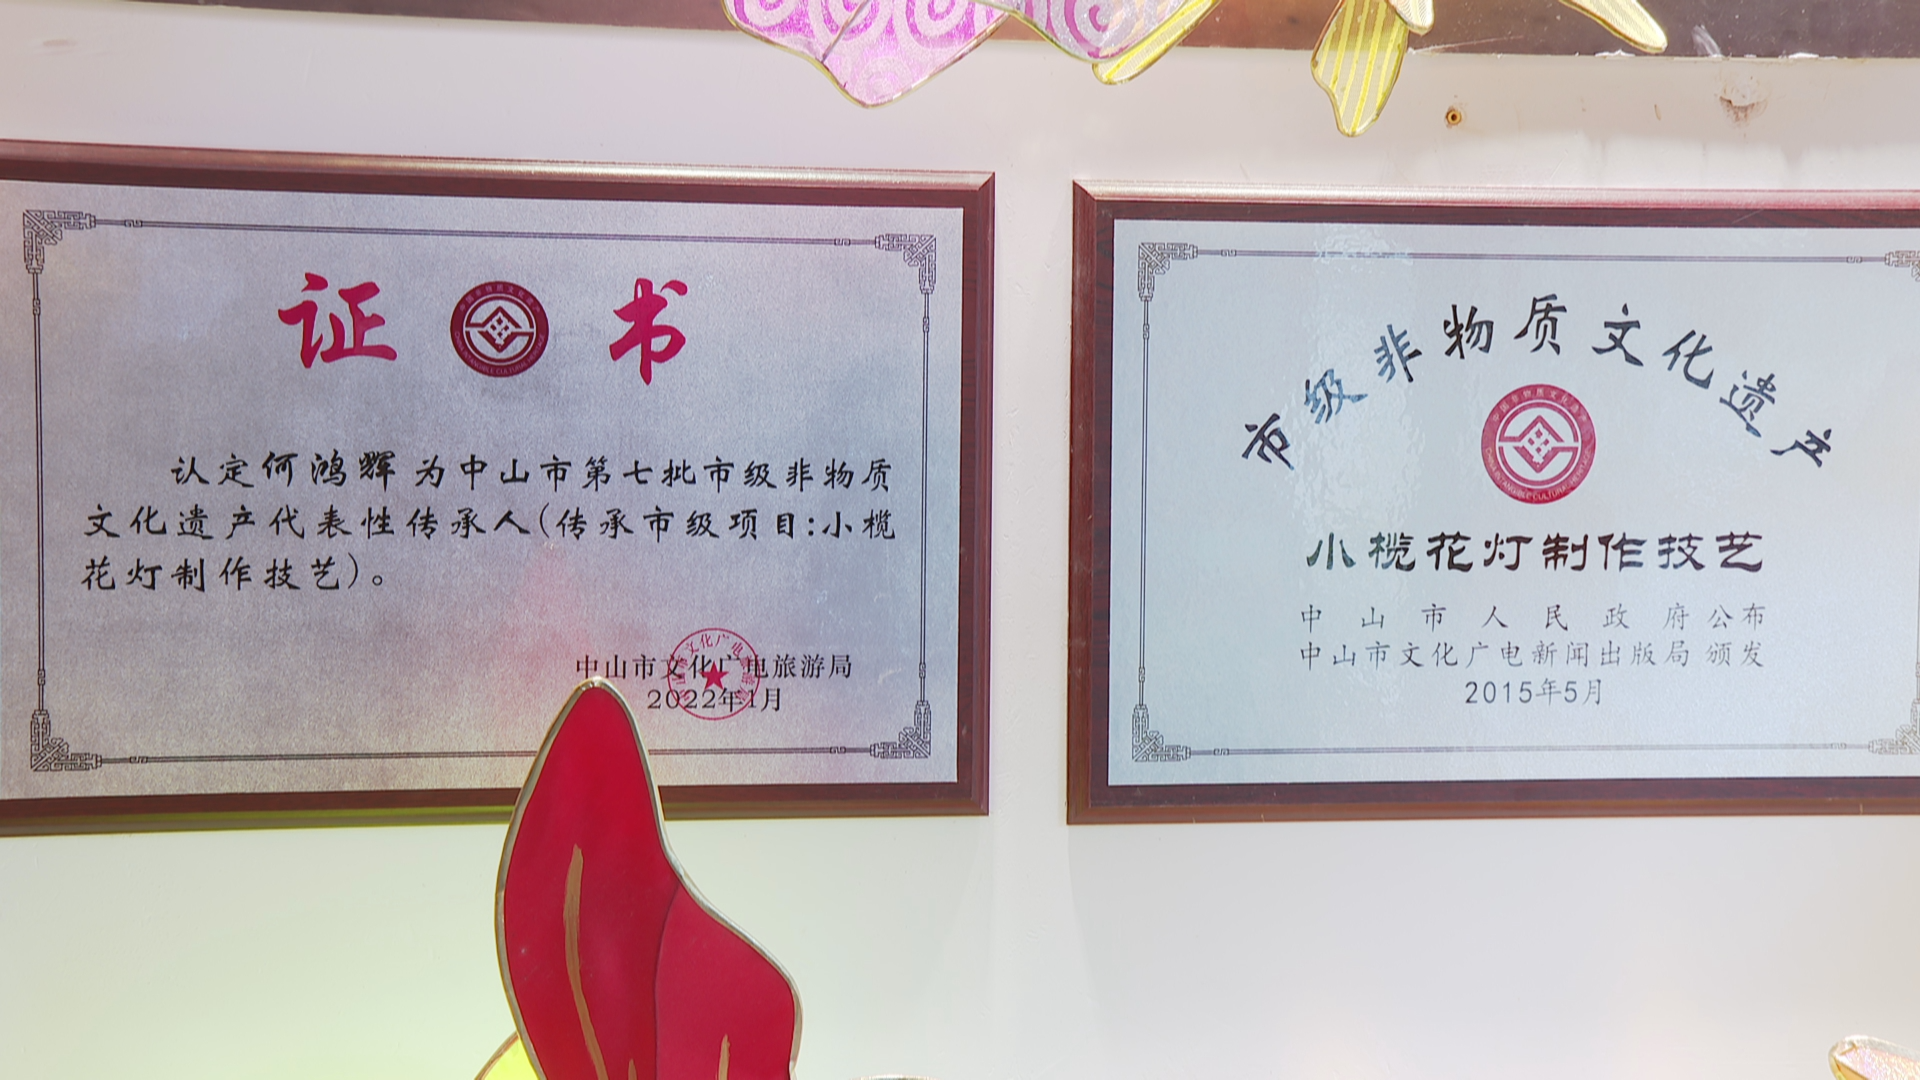 证 书
认定何鸿辉为中山市第七批市级非物质
文化遗产代表性传承人(传承市级项目:小榄
花灯制作技艺)。
中山市文化广电旅游局
2022年1月
市级非物质文化遗产
小榄花灯制作技艺
中山市人民政府公布
中山市文化广电新闻出版局 颁发
2015年5月